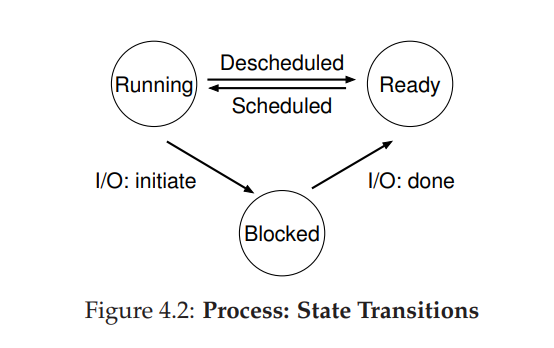 Descheduled
Running
Ready
Scheduled
I/O: initiate
I/O: done
Blocked
Figure 4.2: Process: State Transitions